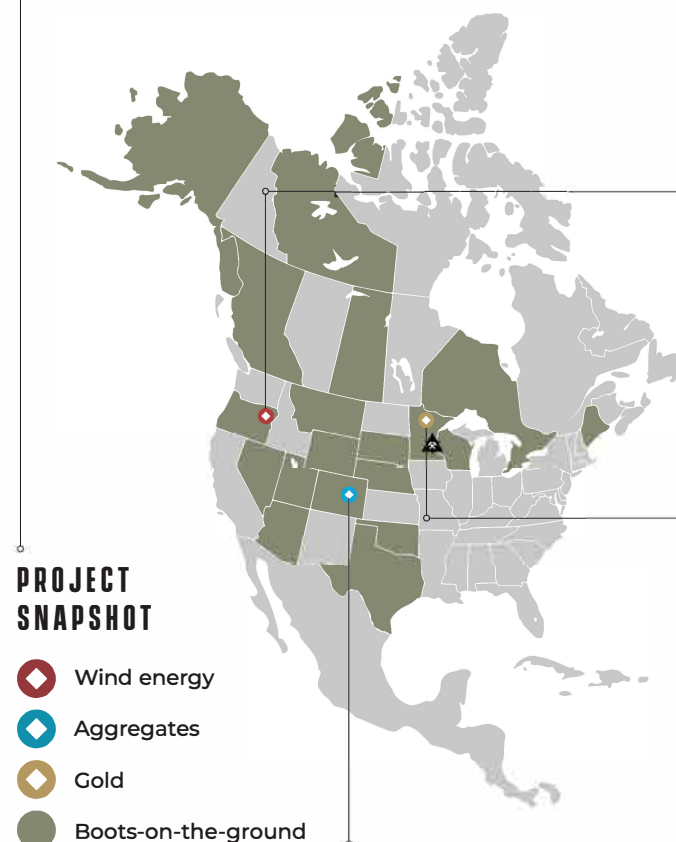 PROJECT
SNAPSHOT
Wind energy
Aggregates
Gold
Boots-on-the-ground